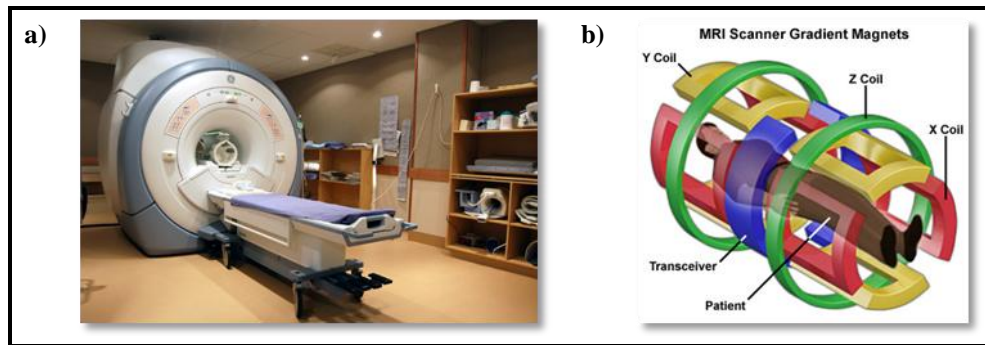 a)
b)
MRI Scanner Gradient Magnets
Y Coil
Z Coil
X Coil
Transceiver
Patient